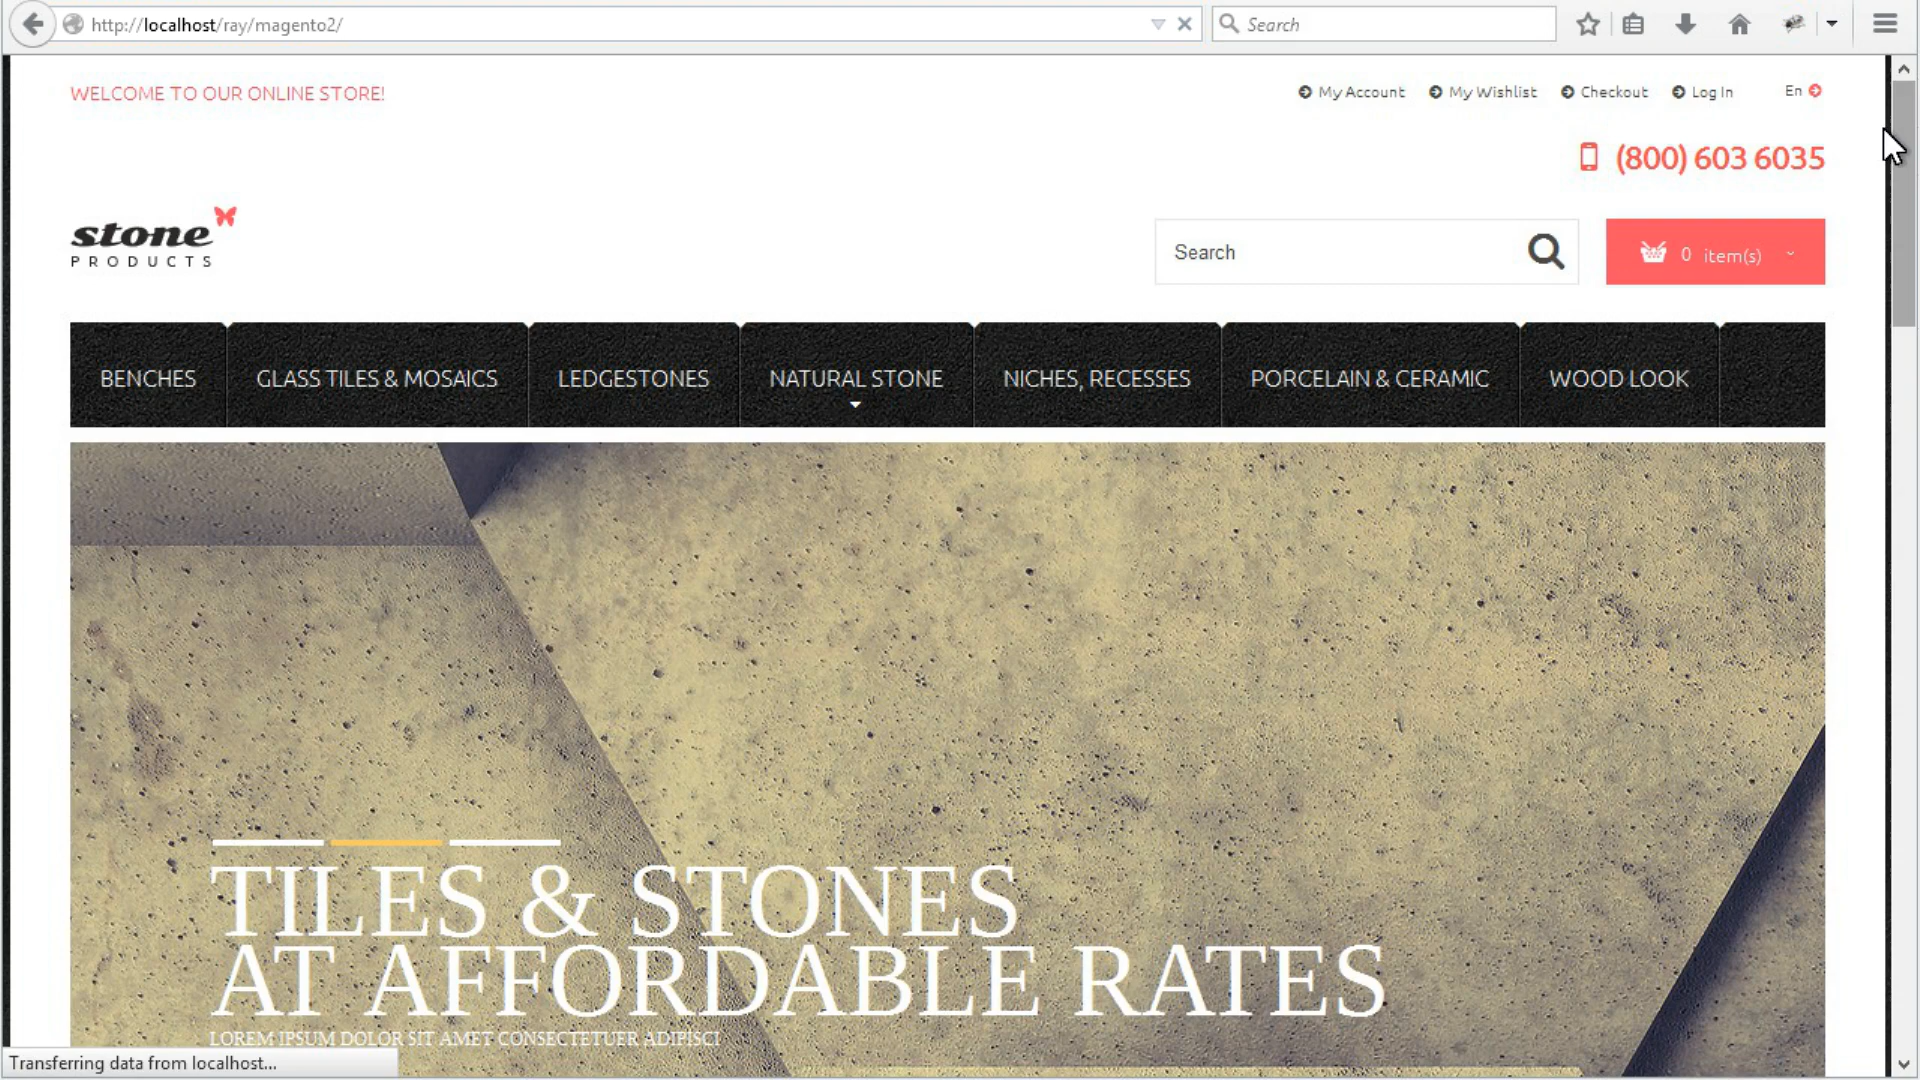 http://localhost/ray/magento2/
Search
WELCOME TO OUR ONLINE STORE!
My Account My Wishlist Checkout Log In En
(800) 603 6035
stone
PRODUCTS
Search
0 item(s)
BENCHES GLASS TILES & MOSAICS LEDGESTONES NATURAL STONE NICHES, RECESSES PORCELAIN & CERAMIC WOOD LOOK
TILES & STONES
AT AFFORDABLE RATES
LOREM IPSUM DOLOR SIT AMET CONSECTETUER ADIPISCI
Transferring data from localhost...